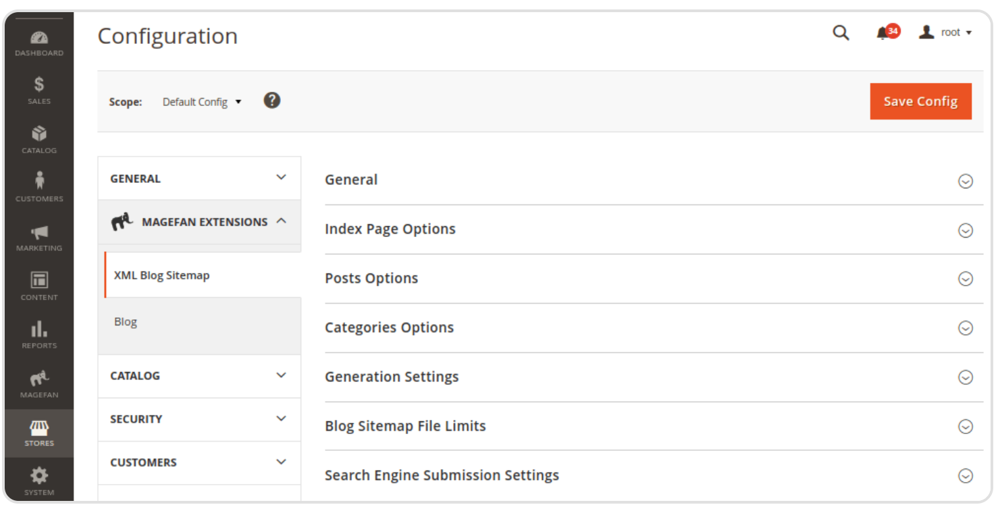 DASHBOARD
SALES
CATALOG
CUSTOMERS
MARKETING
CONTENT
REPORTS
MAGEFAN
STORES
SYSTEM
Configuration
34
root
Scope: Default Config ?
Save Config
GENERAL
MAGEFAN EXTENSIONS
XML Blog Sitemap
Blog
CATALOG
SECURITY
CUSTOMERS
General
Index Page Options
Posts Options
Categories Options
Generation Settings
Blog Sitemap File Limits
Search Engine Submission Settings